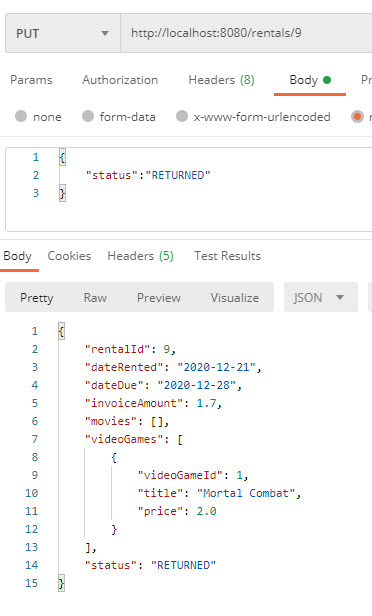 PUT http://localhost:8080/rentals/9
Params Authorization Headers (8) Body
none form-data x-www-form-urlencoded
1 {
2 "status":"RETURNED"
3 }
Body Cookies Headers (5) Test Results
Pretty Raw Preview Visualize JSON
1 {
2 "rentalId": 9,
3 "dateRented": "2020-12-21",
4 "dateDue": "2020-12-28",
5 "invoiceAmount": 1.7,
6 "movies": [],
7 "videoGames": [
8 {
9 "videoGameId": 1,
10 "title": "Mortal Combat",
11 "price": 2.0
12 }
13 ],
14 "status": "RETURNED"
15 }